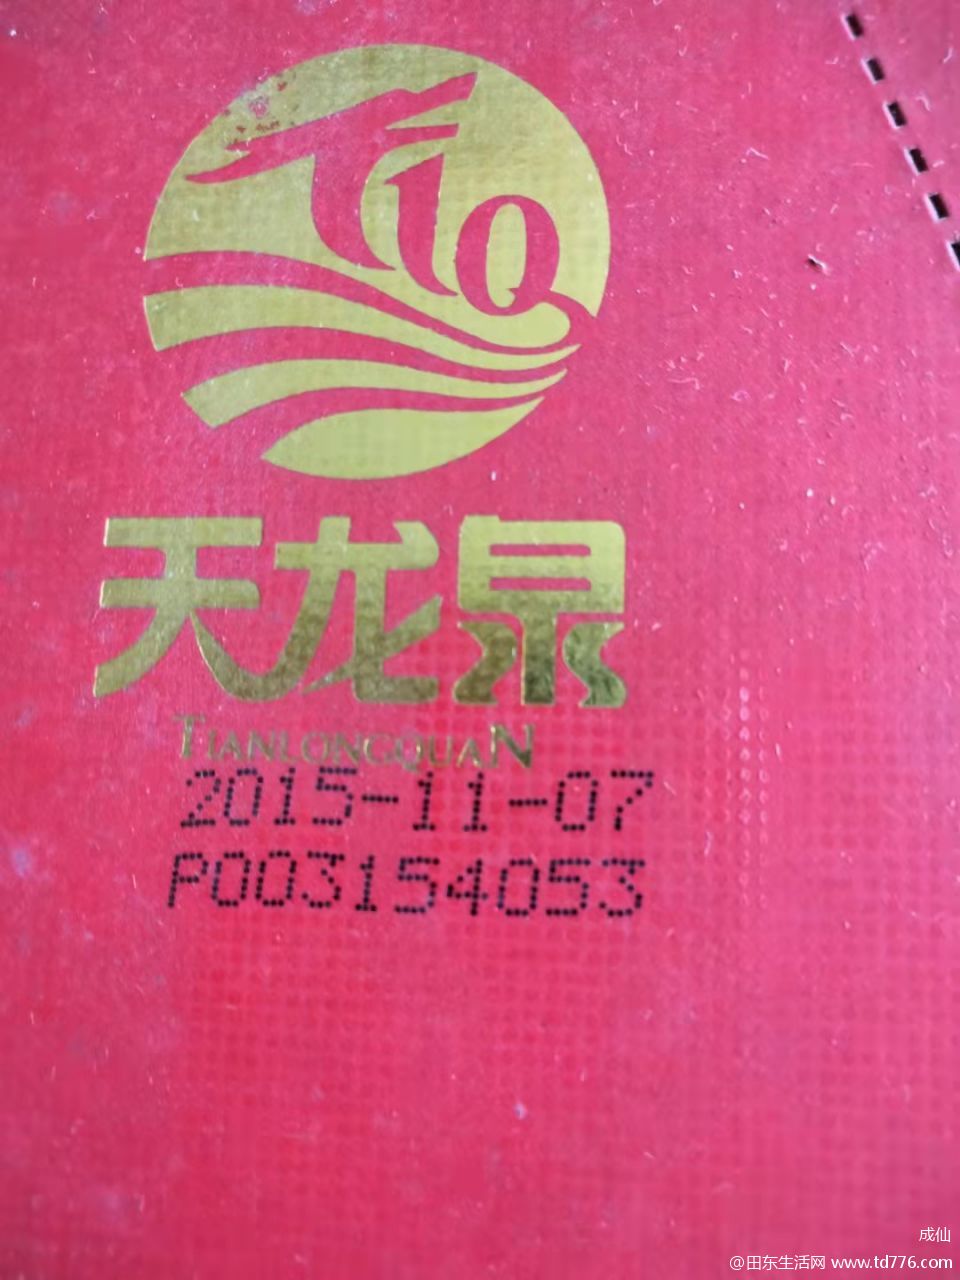 TLQ
天龙泉
TIANLONGQUAN
2015-11-07
P003154053
成仙
@田东生活网 www.td776.com